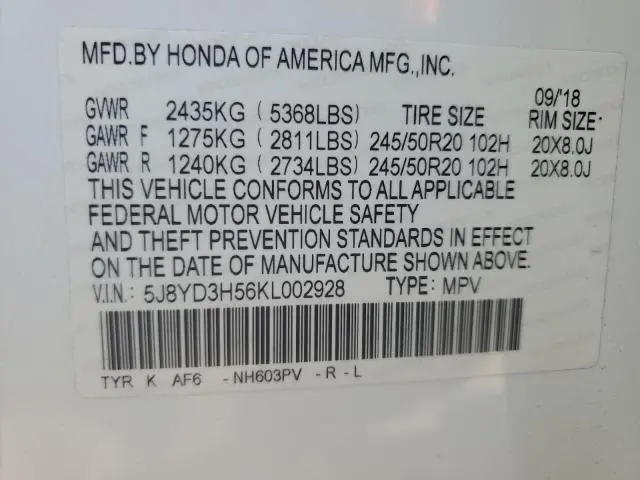 MFD.BY HONDA OF AMERICA MFG.,INC.
09/'18
GVWR 2435KG ( 5368LBS) TIRE SIZE RIM SIZE
GAWR F 1275KG ( 2811LBS) 245/50R20 102H 20X8.0J
GAWR R 1240KG ( 2734LBS) 245/50R20 102H 20X8.0J
THIS VEHICLE CONFORMS TO ALL APPLICABLE
FEDERAL MOTOR VEHICLE SAFETY
AND THEFT PREVENTION STANDARDS IN EFFECT
ON THE DATE OF MANUFACTURE SHOWN ABOVE.
V.I.N.: 5J8YD3H56KL002928 TYPE: MPV
TYR K AF6 -NH603PV -R-L